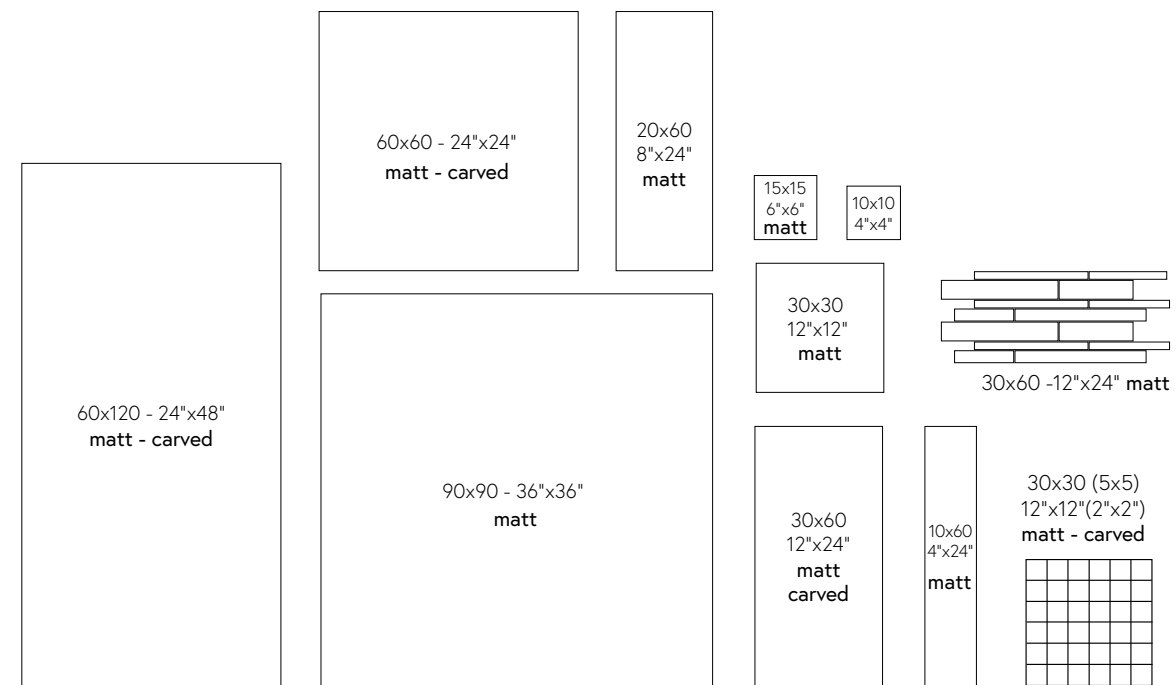 60x60 - 24"x24"
matt - carved
20x60
8"x24"
matt
15x15
6"x6"
matt
10x10
4"x4"
30x30
12"x12"
matt
30x60 -12"x24" matt
60x120 - 24"x48"
matt - carved
90x90 - 36"x36"
matt
30x60
12"x24"
matt
carved
10x60
4"x24"
matt
30x30 (5x5)
12"x12"(2"x2")
matt - carved